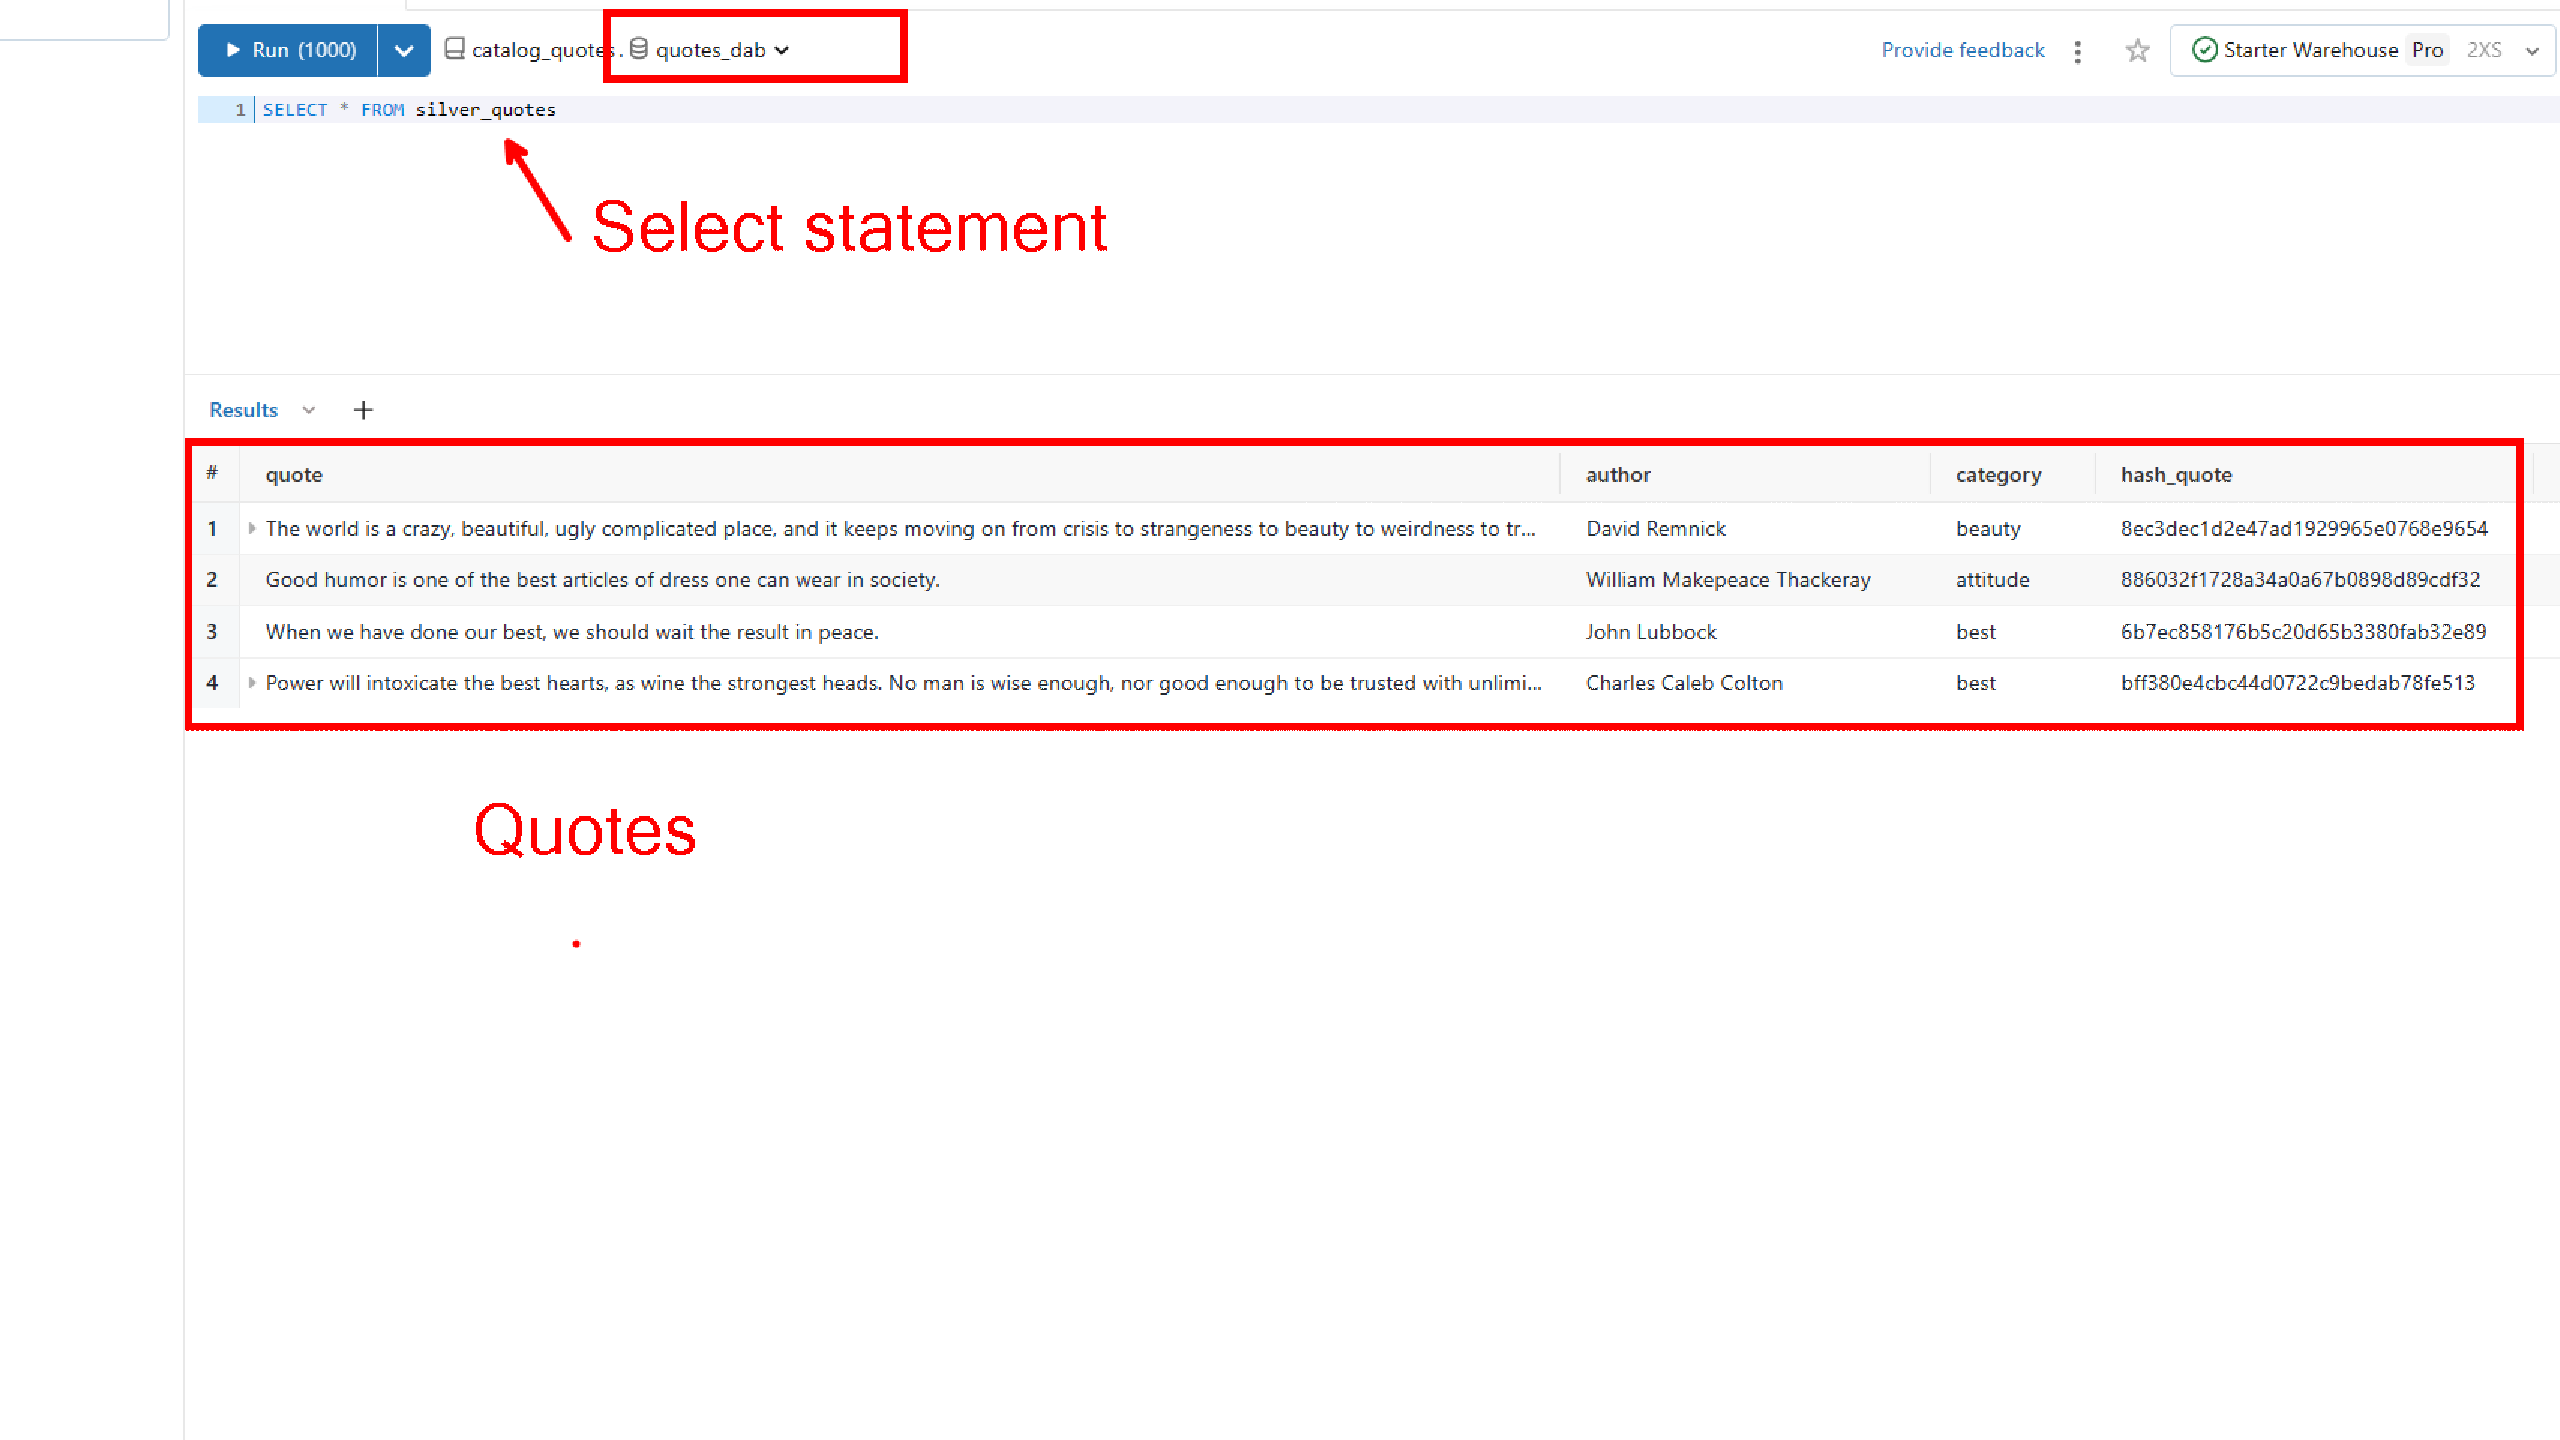 Run (1000) catalog_quotes. quotes_dab Provide feedback Starter Warehouse Pro 2XS
1 SELECT * FROM silver_quotes
Select statement
Results
# quote author category hash_quote
1 The world is a crazy, beautiful, ugly complicated place, and it keeps moving on from crisis to strangeness to beauty to weirdness to tr... David Remnick beauty 8ec3dec1d2e47ad1929965e0768e9654
2 Good humor is one of the best articles of dress one can wear in society. William Makepeace Thackeray attitude 886032f1728a34a0a67b0898d89cdf32
3 When we have done our best, we should wait the result in peace. John Lubbock best 6b7ec858176b5c20d65b3380fab32e89
4 Power will intoxicate the best hearts, as wine the strongest heads. No man is wise enough, nor good enough to be trusted with unlimi... Charles Caleb Colton best bff380e4cbc44d0722c9bedab78fe513
Quotes